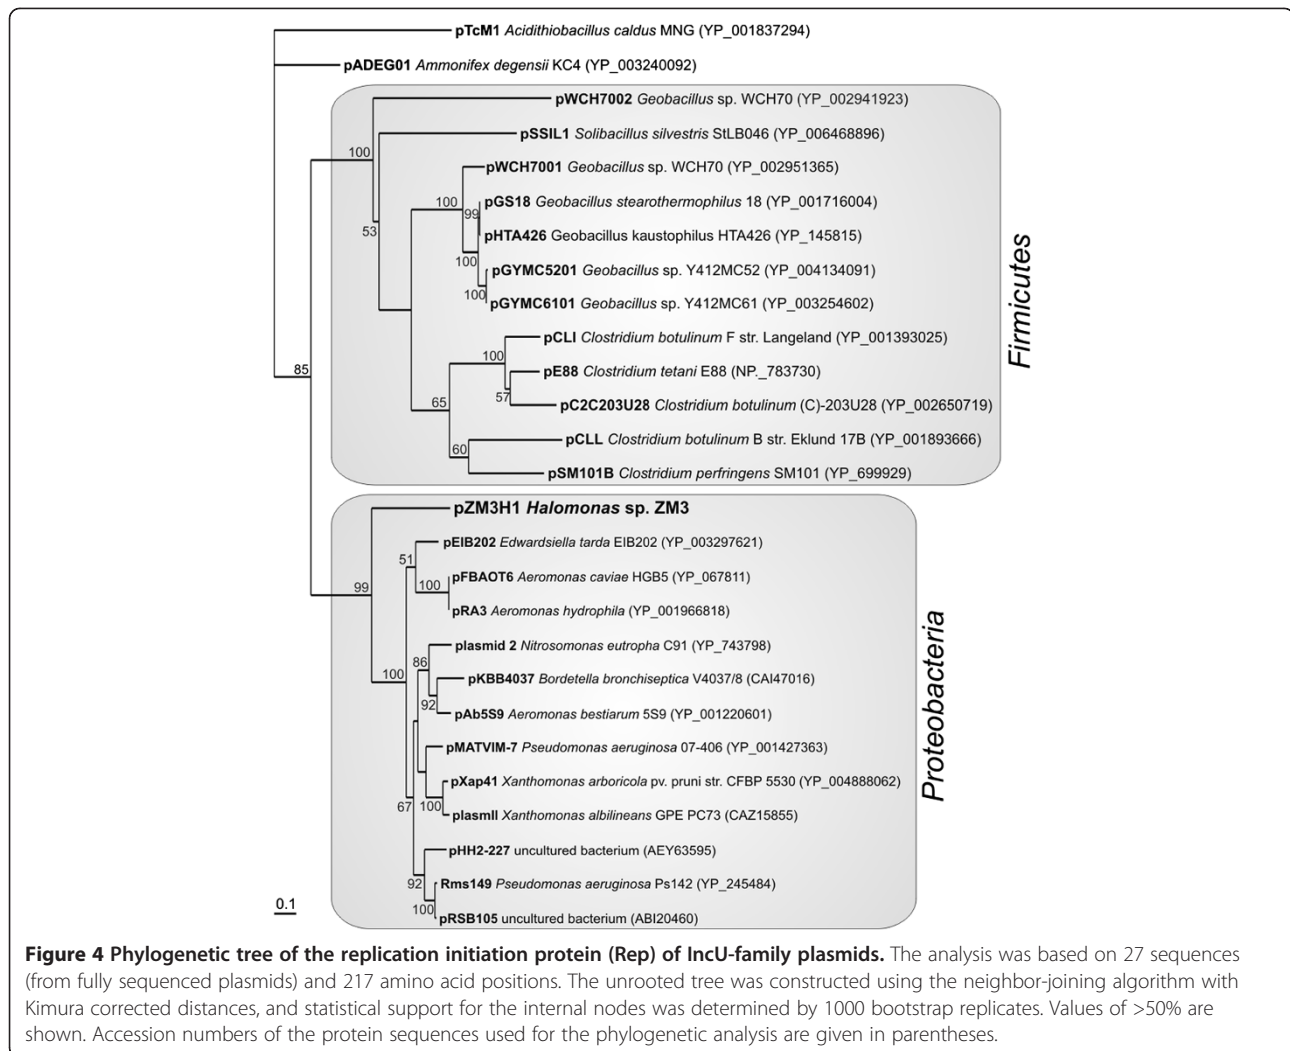 pTcM1 Acidithiobacillus caldus MNG (YP_001837294)
pADEG01 Ammonifex degensii KC4 (YP_003240092)
pWCH7002 Geobacillus sp. WCH70 (YP_002941923)
pSSIL1 Solibacillus silvestris StLB046 (YP_006468896)
100
pWCH7001 Geobacillus sp. WCH70 (YP_002951365)
100
99
pGS18 Geobacillus stearothermophilus 18 (YP_001716004)
53
pHTA426 Geobacillus kaustophilus HTA426 (YP_145815)
100
pGYMC5201 Geobacillus sp. Y412MC52 (YP_004134091)
100
pGYMC6101 Geobacillus sp. Y412MC61 (YP_003254602)
Firmicutes
pCLI Clostridium botulinum F str. Langeland (YP_001393025)
100
85
pE88 Clostridium tetani E88 (NP._783730)
57
65
pC2C203U28 Clostridium botulinum (C)-203U28 (YP_002650719)
pCLL Clostridium botulinum B str. Eklund 17B (YP_001893666)
60
pSM101B Clostridium perfringens SM101 (YP_699929)
pZM3H1 Halomonas sp. ZM3
pEIB202 Edwardsiella tarda EIB202 (YP_003297621)
51
pFBAOT6 Aeromonas caviae HGB5 (YP_067811)
99
100
pRA3 Aeromonas hydrophila (YP_001966818)
plasmid 2 Nitrosomonas eutropha C91 (YP_743798)
86
100
pKBB4037 Bordetella bronchiseptica V4037/8 (CAI47016)
92
pAb5S9 Aeromonas bestiarum 5S9 (YP_001220601)
Proteobacteria
pMATVIM-7 Pseudomonas aeruginosa 07-406 (YP_001427363)
pXap41 Xanthomonas arboricola pv. pruni str. CFBP 5530 (YP_004888062)
67
100
plasmII Xanthomonas albilineans GPE PC73 (CAZ15855)
pHH2-227 uncultured bacterium (AEY63595)
92
Rms149 Pseudomonas aeruginosa Ps142 (YP_245484)
100
pRSB105 uncultured bacterium (ABI20460)
0.1
Figure 4 Phylogenetic tree of the replication initiation protein (Rep) of IncU-family plasmids. The analysis was based on 27 sequences
(from fully sequenced plasmids) and 217 amino acid positions. The unrooted tree was constructed using the neighbor-joining algorithm with
Kimura corrected distances, and statistical support for the internal nodes was determined by 1000 bootstrap replicates. Values of >50% are
shown. Accession numbers of the protein sequences used for the phylogenetic analysis are given in parentheses.